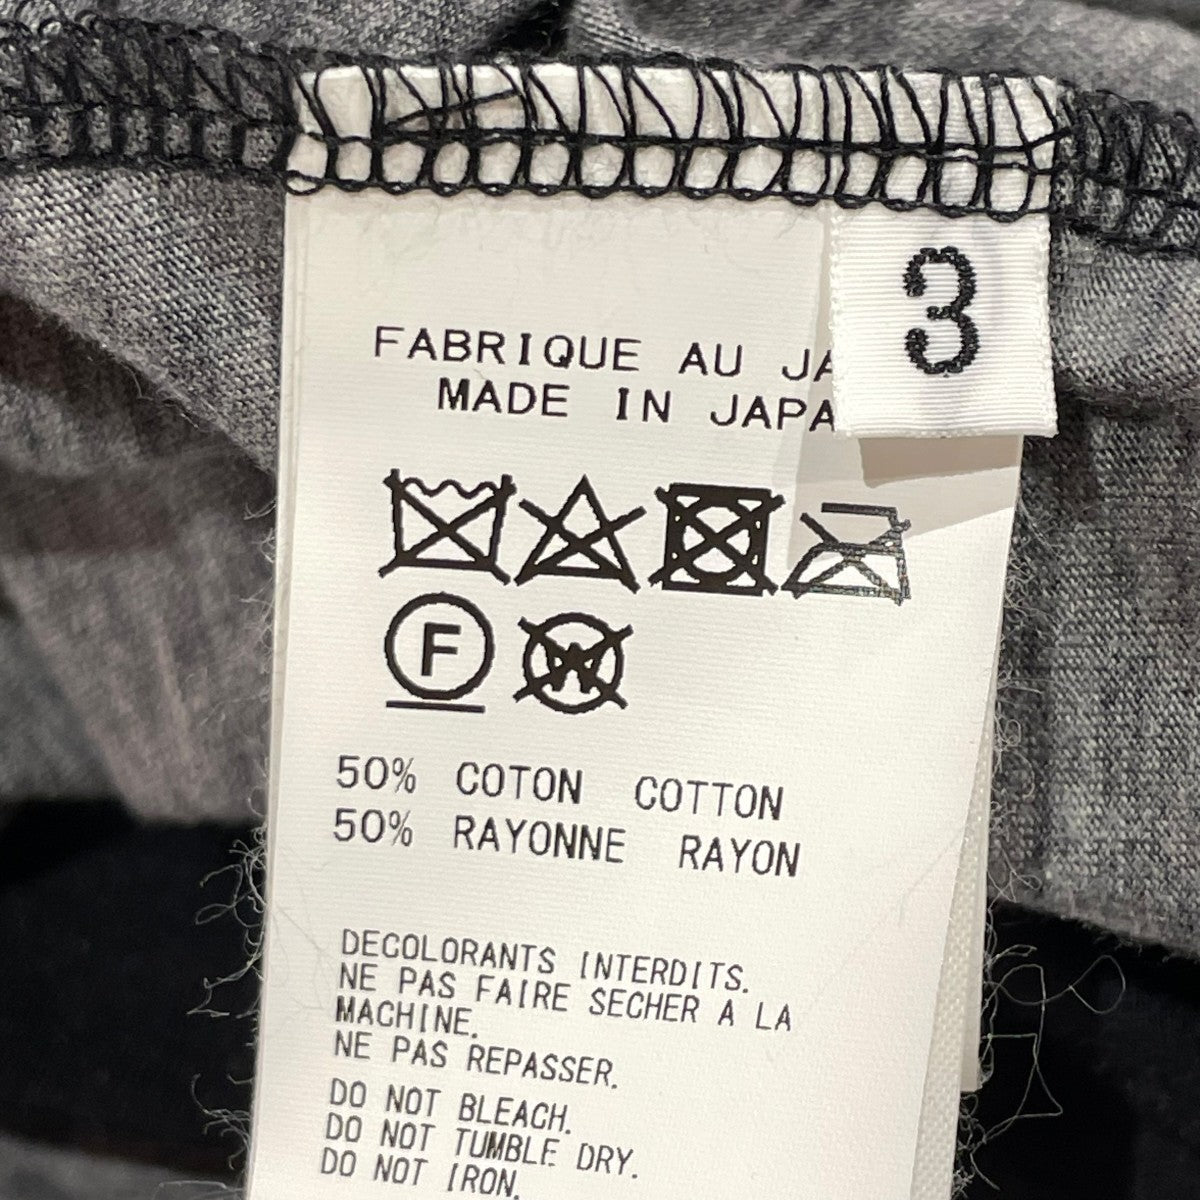 3
FABRIQUE AU JA
MADE IN JAPA
F
W
50% COTON COTTON
50% RAYONNE RAYON
DECOLORANTS INTERDITS.
NE PAS FAIRE SECHER A LA
MACHINE.
NE PAS REPASSER.
DO NOT BLEACH.
DO NOT TUMBLE DRY.
DO NOT IRON.